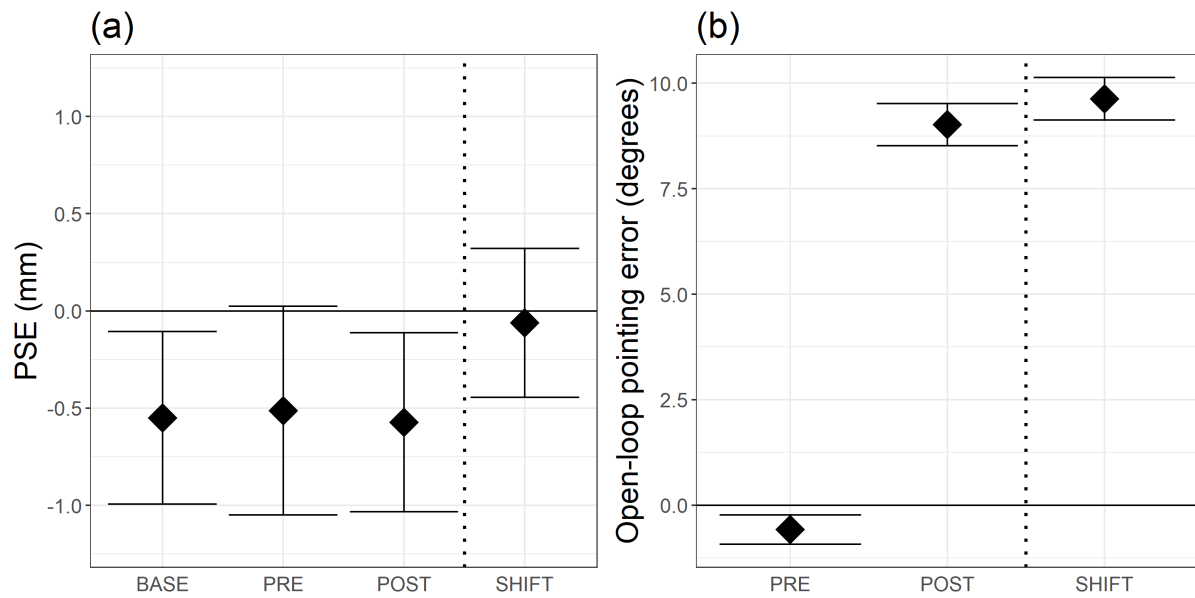 (a)
PSE (mm)
1.0
0.5
0.0
-0.5
-1.0
BASE PRE POST SHIFT
(b)
Open-loop pointing error (degrees)
10.0
7.5
5.0
2.5
0.0
PRE POST SHIFT